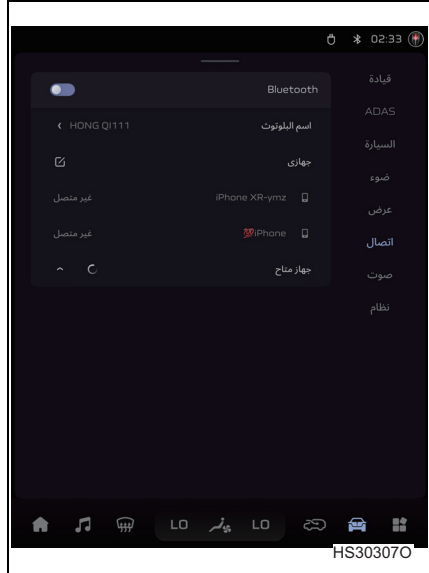 02:33
Bluetooth
اسم البلوتوث HONG QI111
جهازي
iPhone XR-ymz غير متصل
💯iPhone غير متصل
جهاز متاح
قيادة
ADAS
السيارة
ضوء
عرض
اتصال
صوت
نظام
LO LO
HS30307O